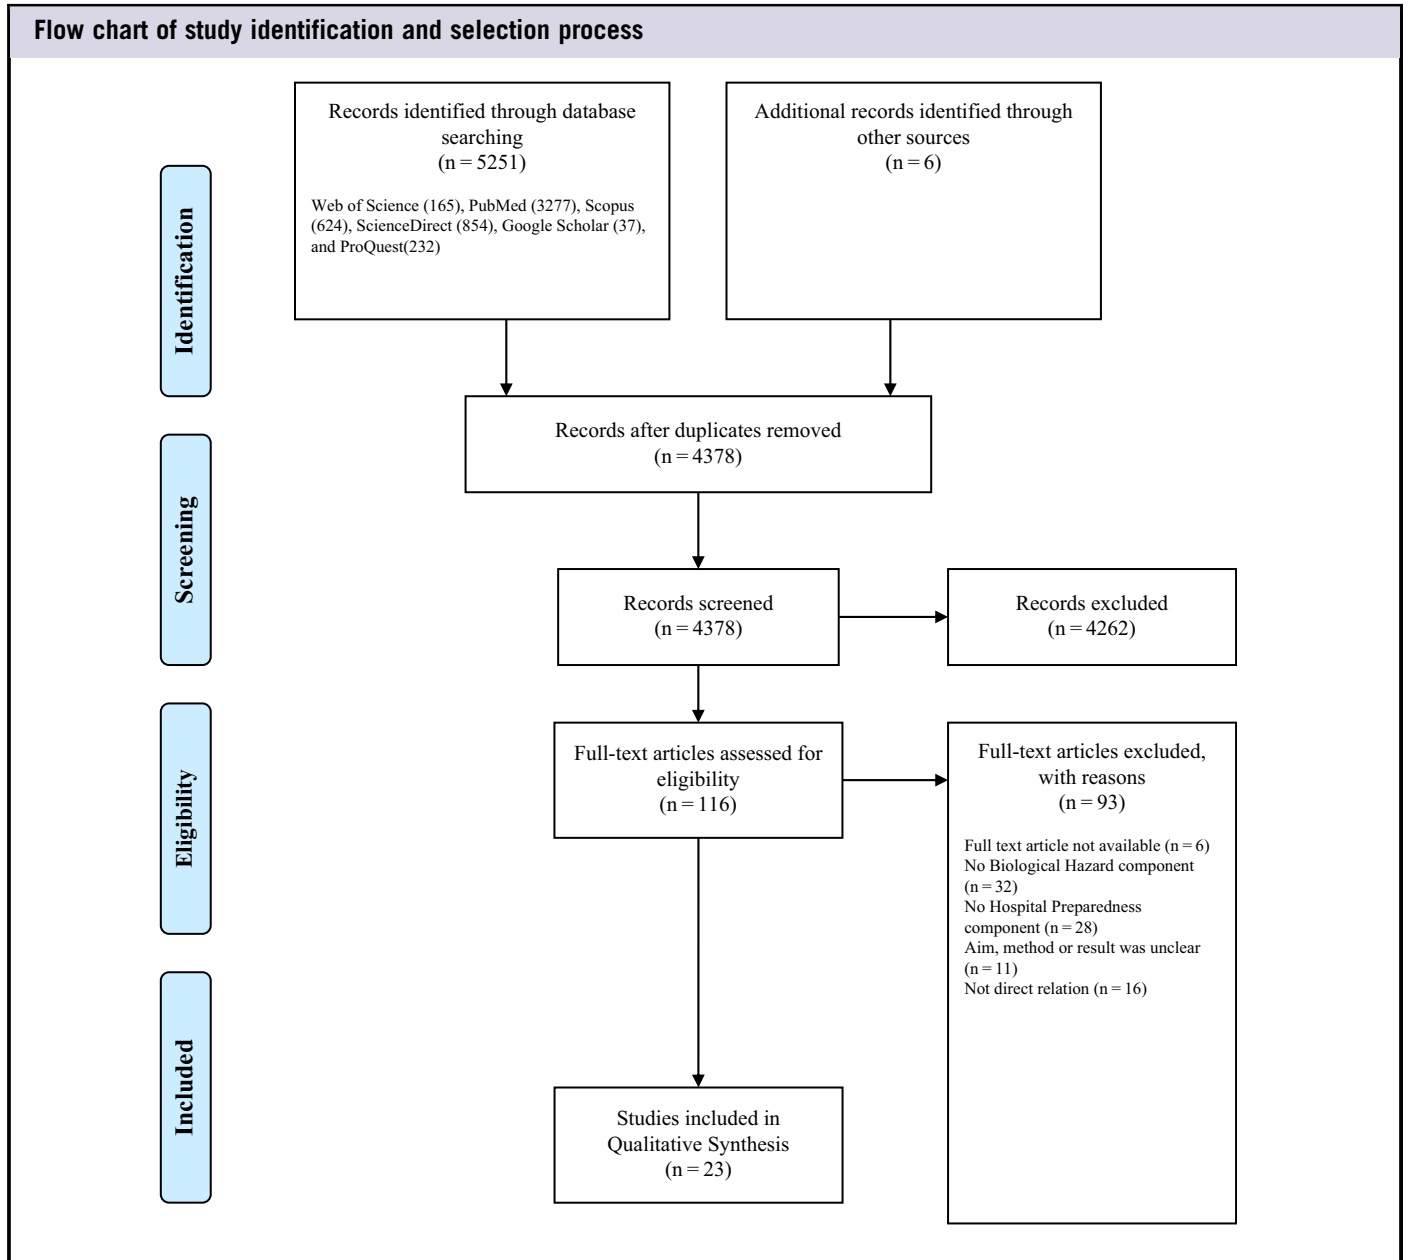 Flow chart of study identification and selection process
Records identified through database
searching
(n = 5251)
Web of Science (165), PubMed (3277), Scopus
(624), ScienceDirect (854), Google Scholar (37),
and ProQuest(232)
Additional records identified through
other sources
(n = 6)
Identification
Records after duplicates removed
(n = 4378)
Screening
Records screened
(n = 4378)
Records excluded
(n = 4262)
Eligibility
Full-text articles assessed for
eligibility
(n = 116)
Full-text articles excluded,
with reasons
(n = 93)
Full text article not available (n = 6)
No Biological Hazard component
(n = 32)
No Hospital Preparedness
component (n = 28)
Aim, method or result was unclear
(n = 11)
Not direct relation (n = 16)
Included
Studies included in
Qualitative Synthesis
(n = 23)